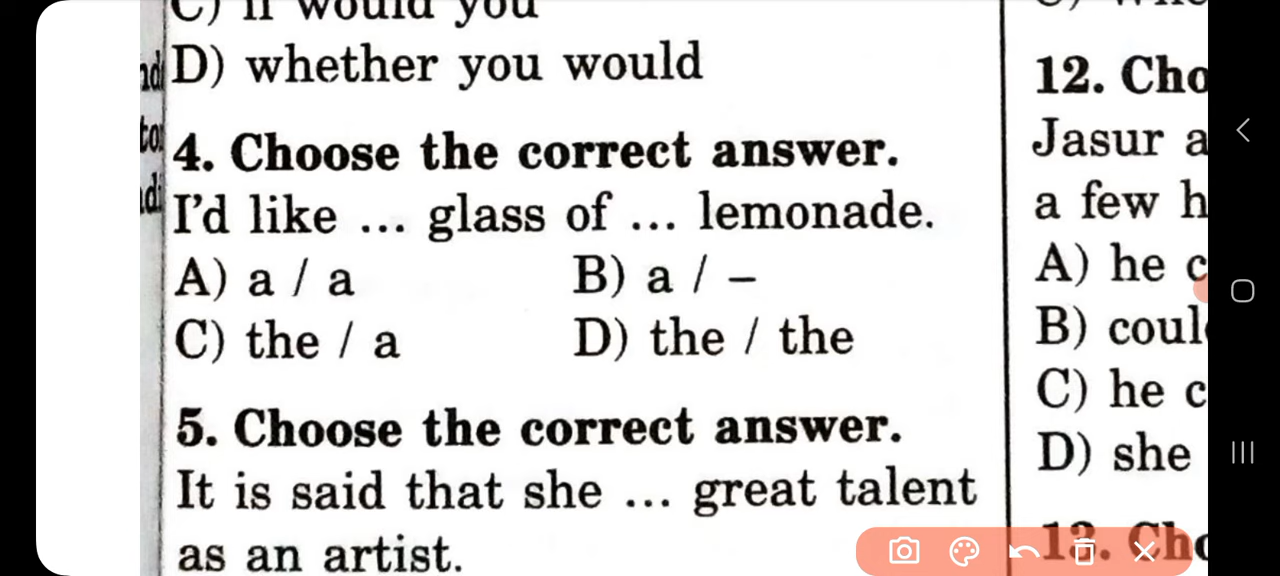 D) whether you would
4. Choose the correct answer.
I'd like ... glass of ... lemonade.
A) a / a
B) a / –
C) the / a
D) the / the
5. Choose the correct answer.
It is said that she ... great talent
as an artist.
12.
Jasur a
a few h
A) he c
B)
C) he c
D) she
13.